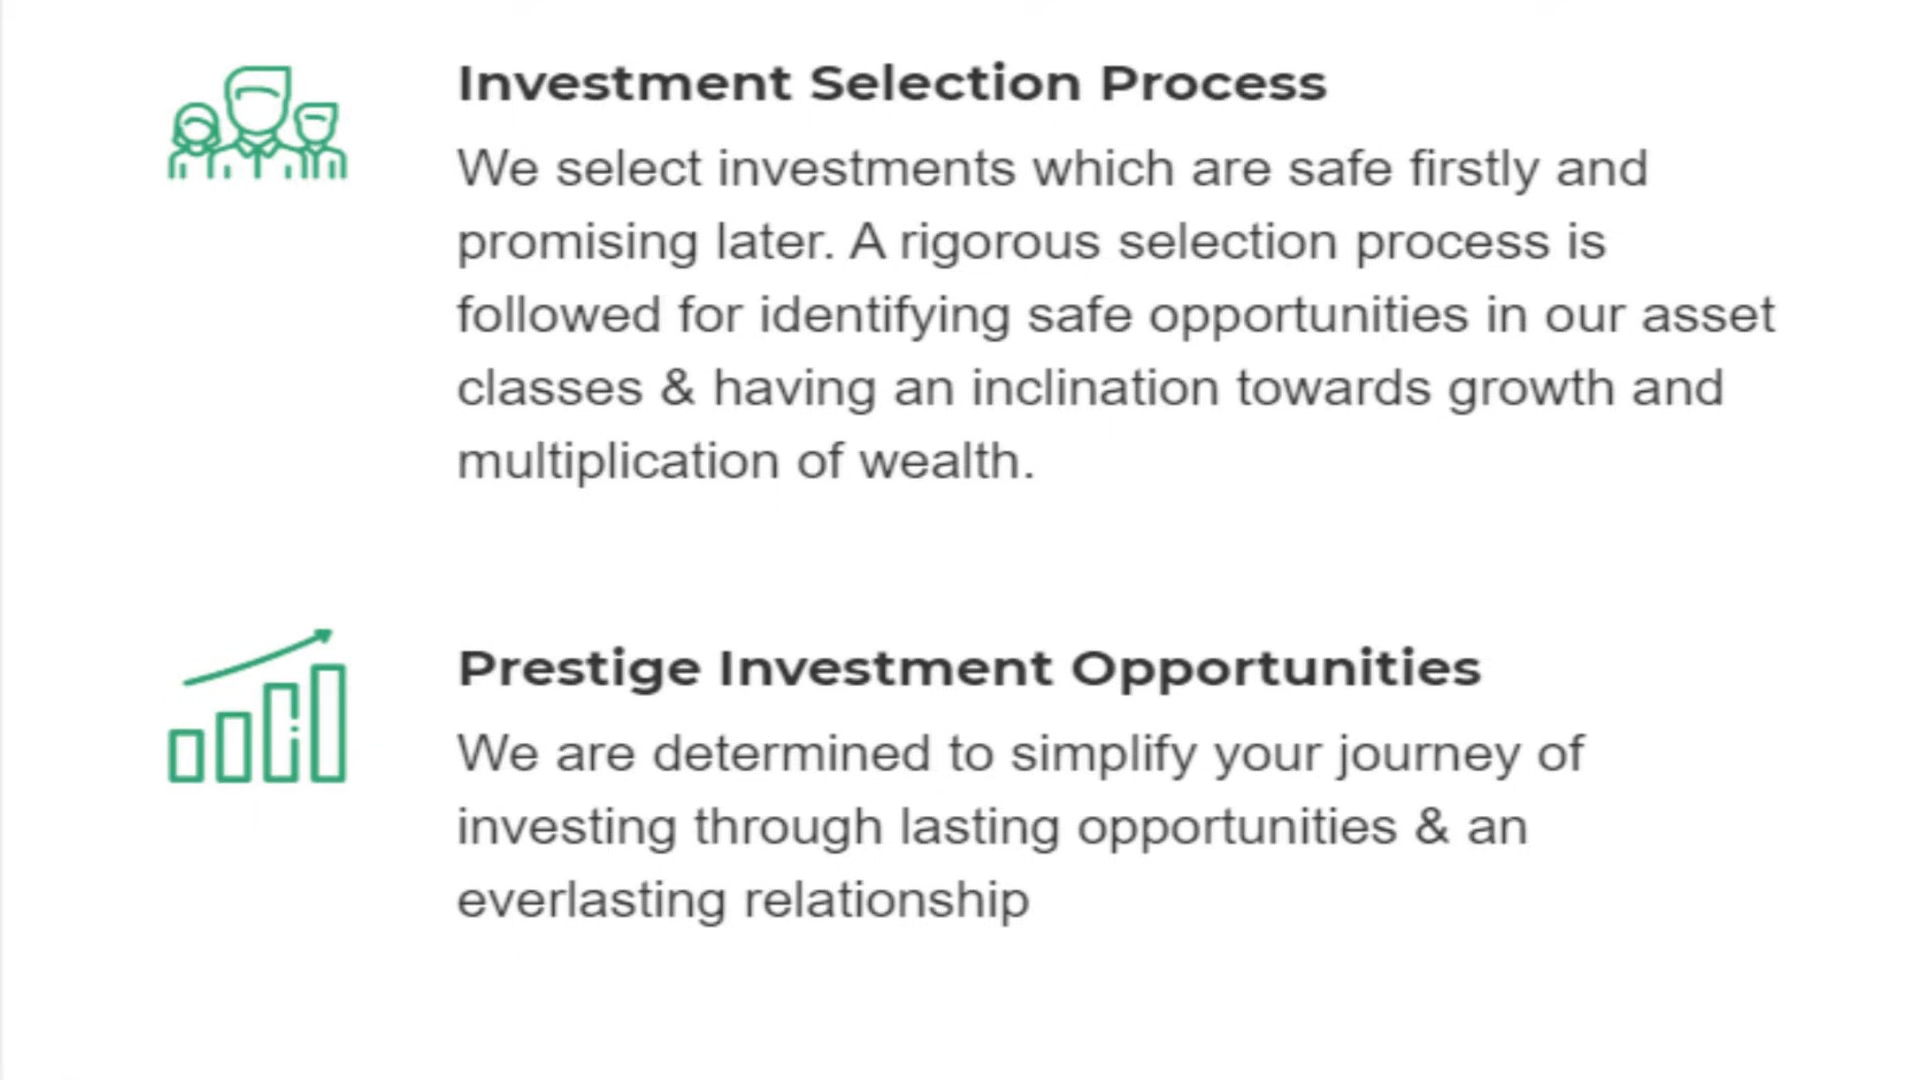 Investment Selection Process
We select investments which are safe firstly and
promising later. A rigorous selection process is
followed for identifying safe opportunities in our asset
classes & having an inclination towards growth and
multiplication of wealth.
Prestige Investment Opportunities
We are determined to simplify your journey of
investing through lasting opportunities & an
everlasting relationship